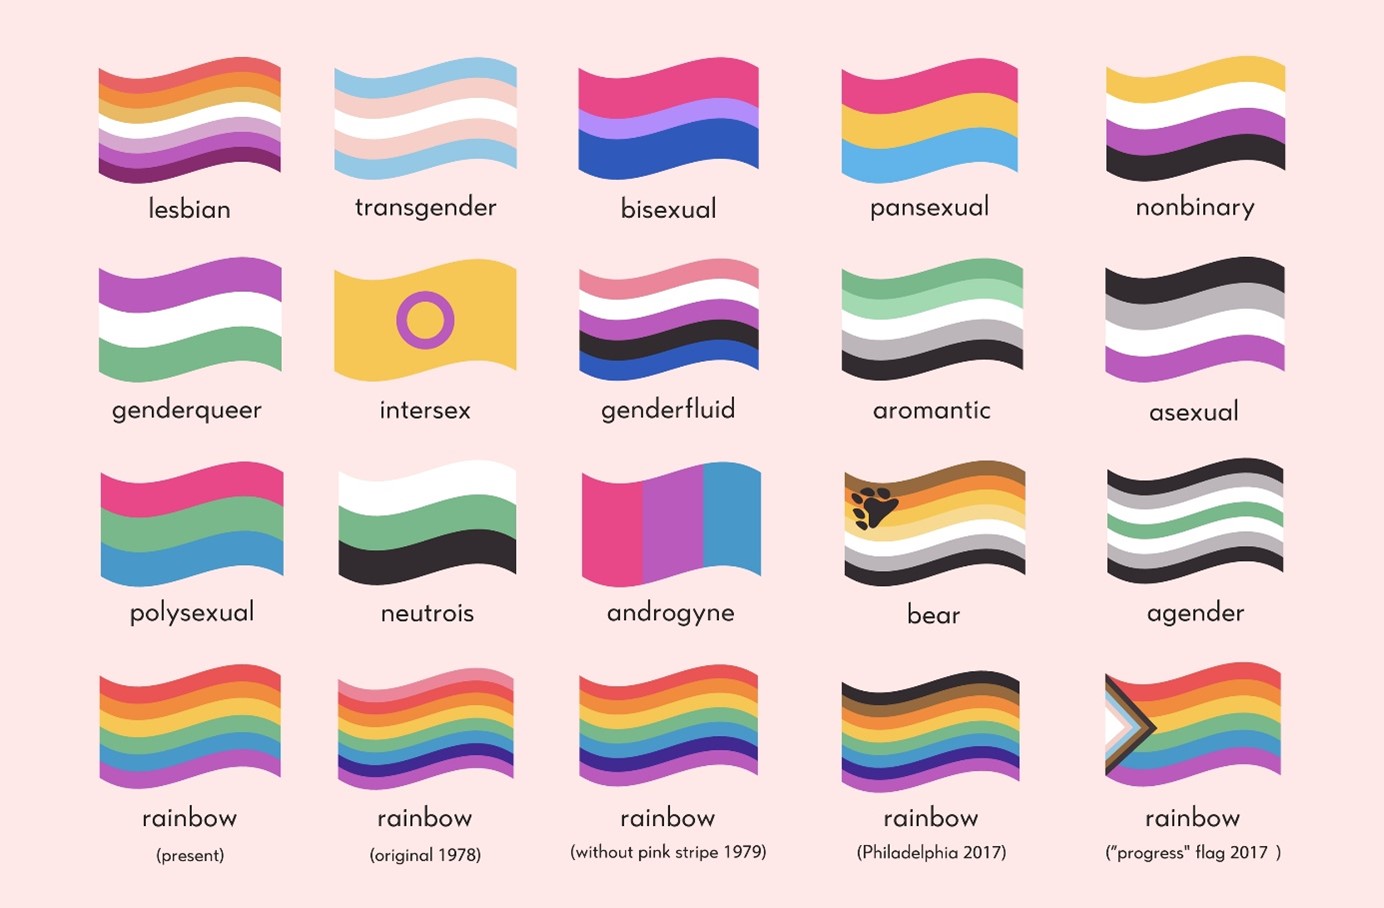 lesbian
transgender
bisexual
pansexual
nonbinary
genderqueer
intersex
genderfluid
aromantic
asexual
polysexual
neutrois
androgyne
bear
agender
rainbow
(present)
rainbow
(original 1978)
rainbow
(without pink stripe 1979)
rainbow
(Philadelphia 2017)
rainbow
("progress" flag 2017 )